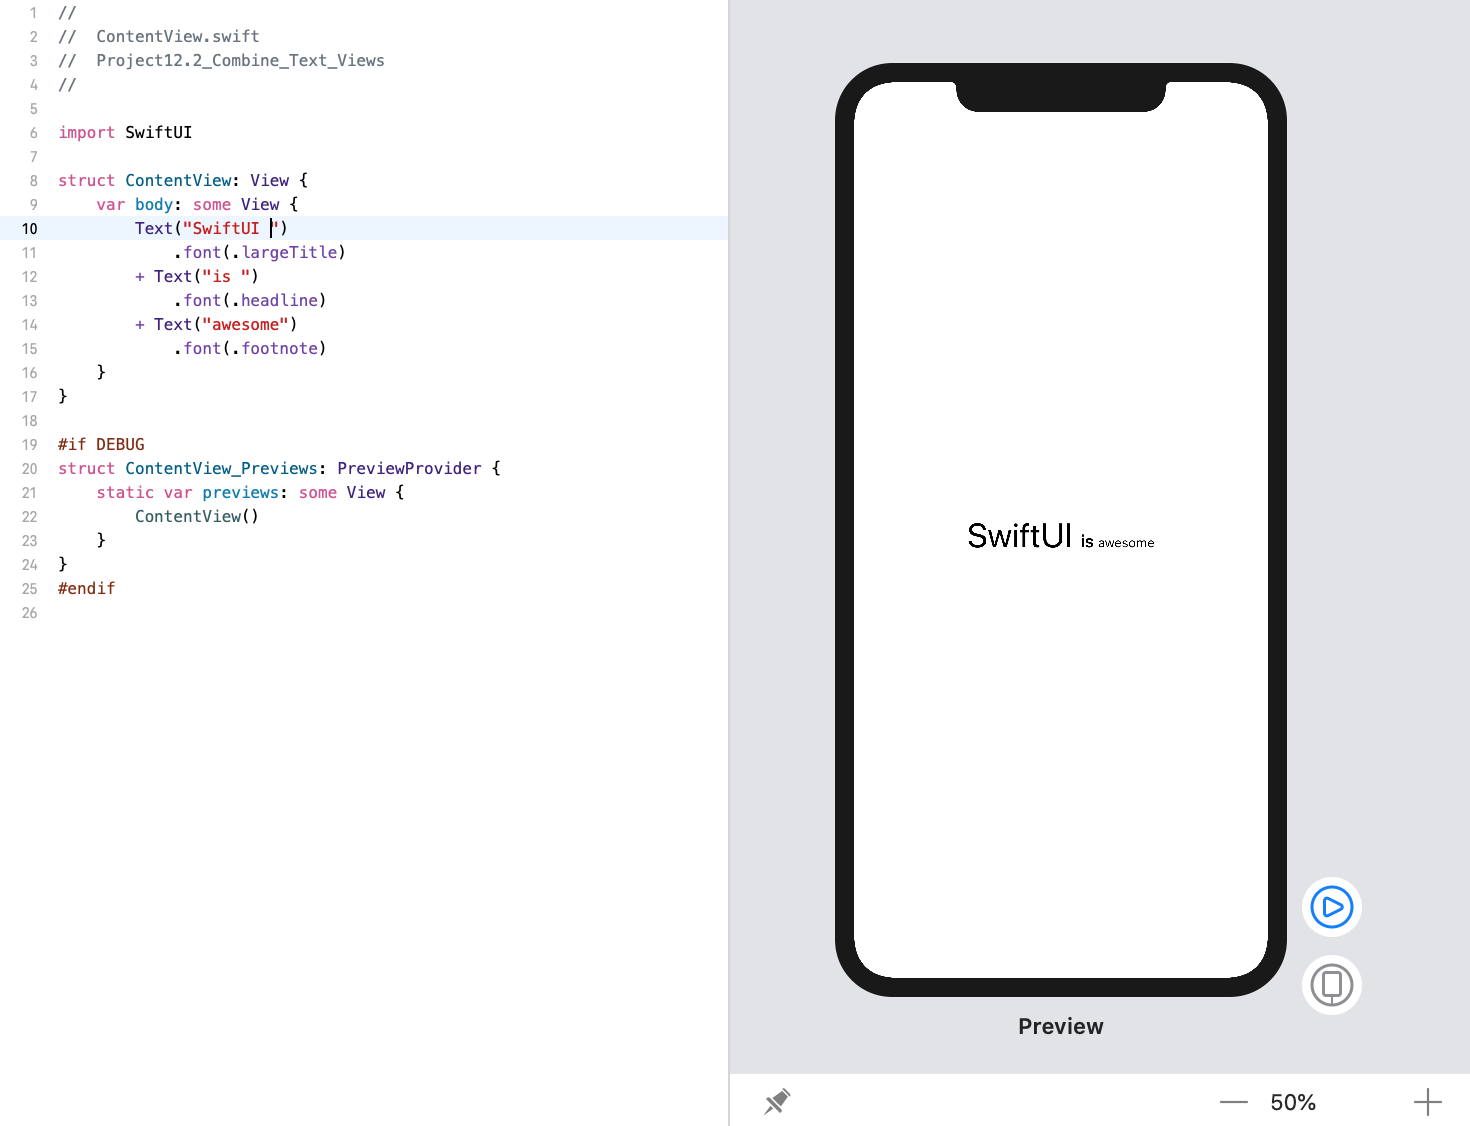 1 //
2 //  ContentView.swift
3 //  Project12.2_Combine_Text_Views
4 //
5
6 import SwiftUI
7
8 struct ContentView: View {
9     var body: some View {
10         Text("SwiftUI ")
11             .font(.largeTitle)
12         + Text("is ")
13             .font(.headline)
14         + Text("awesome")
15             .font(.footnote)
16     }
17 }
18
19 #if DEBUG
20 struct ContentView_Previews: PreviewProvider {
21     static var previews: some View {
22         ContentView()
23     }
24 }
25 #endif
26
SwiftUI is awesome
Preview
50%